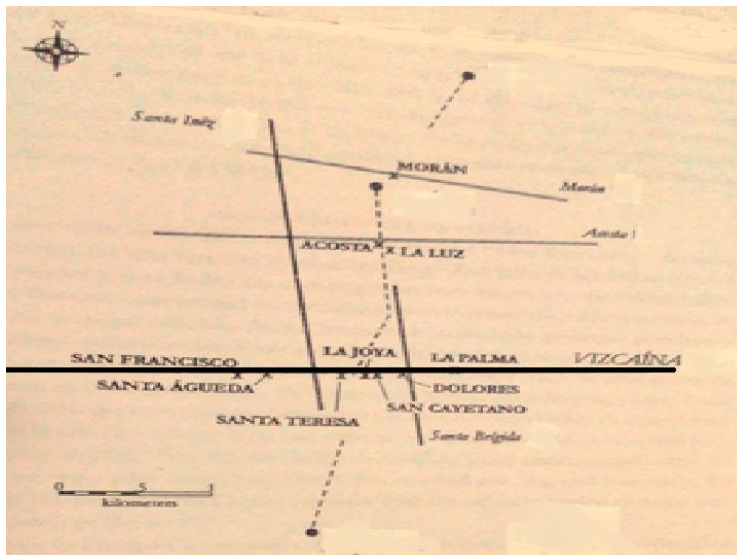 N
Santa Inéz
MORÁN
Morán
ACOSTA
LA LUZ
LA JOYA
LA PALMA
VIZCAÍNA
SAN FRANCISCO
SANTA ÁGUEDA
DOLORES
SAN CAYETANO
SANTA TERESA
Santa Brígida
0 .5 1
kilometers